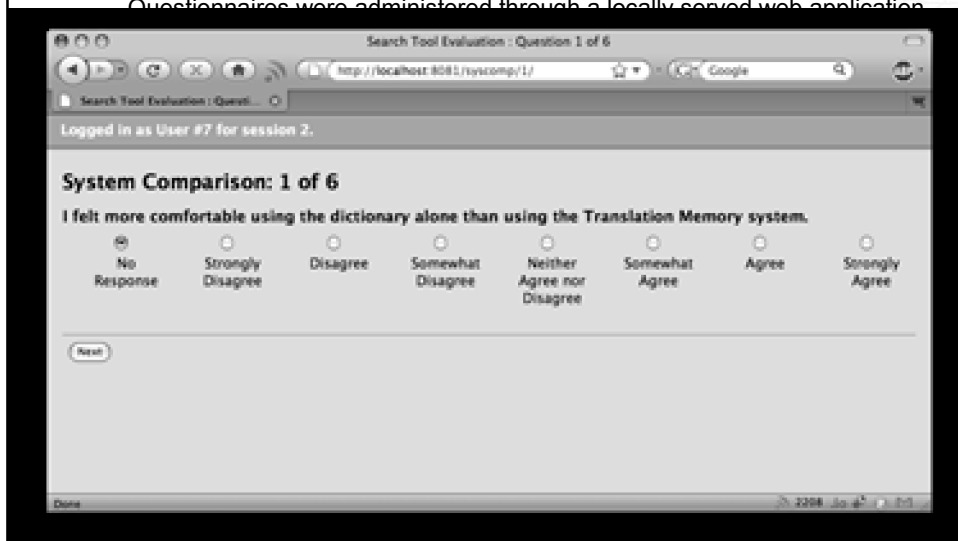 Questionnaires were administered through a locally served web application
Search Tool Evaluation : Question 1 of 6
http://localhost:8081/syscomp/1/
Google
Search Tool Evaluation : Questi...
Logged in as User #7 for session 2.
System Comparison: 1 of 6
I felt more comfortable using the dictionary alone than using the Translation Memory system.
No Strongly Disagree Somewhat Neither Somewhat Agree Strongly
Response Disagree Disagree Agree nor Agree Agree
Disagree
Next
Done 2208